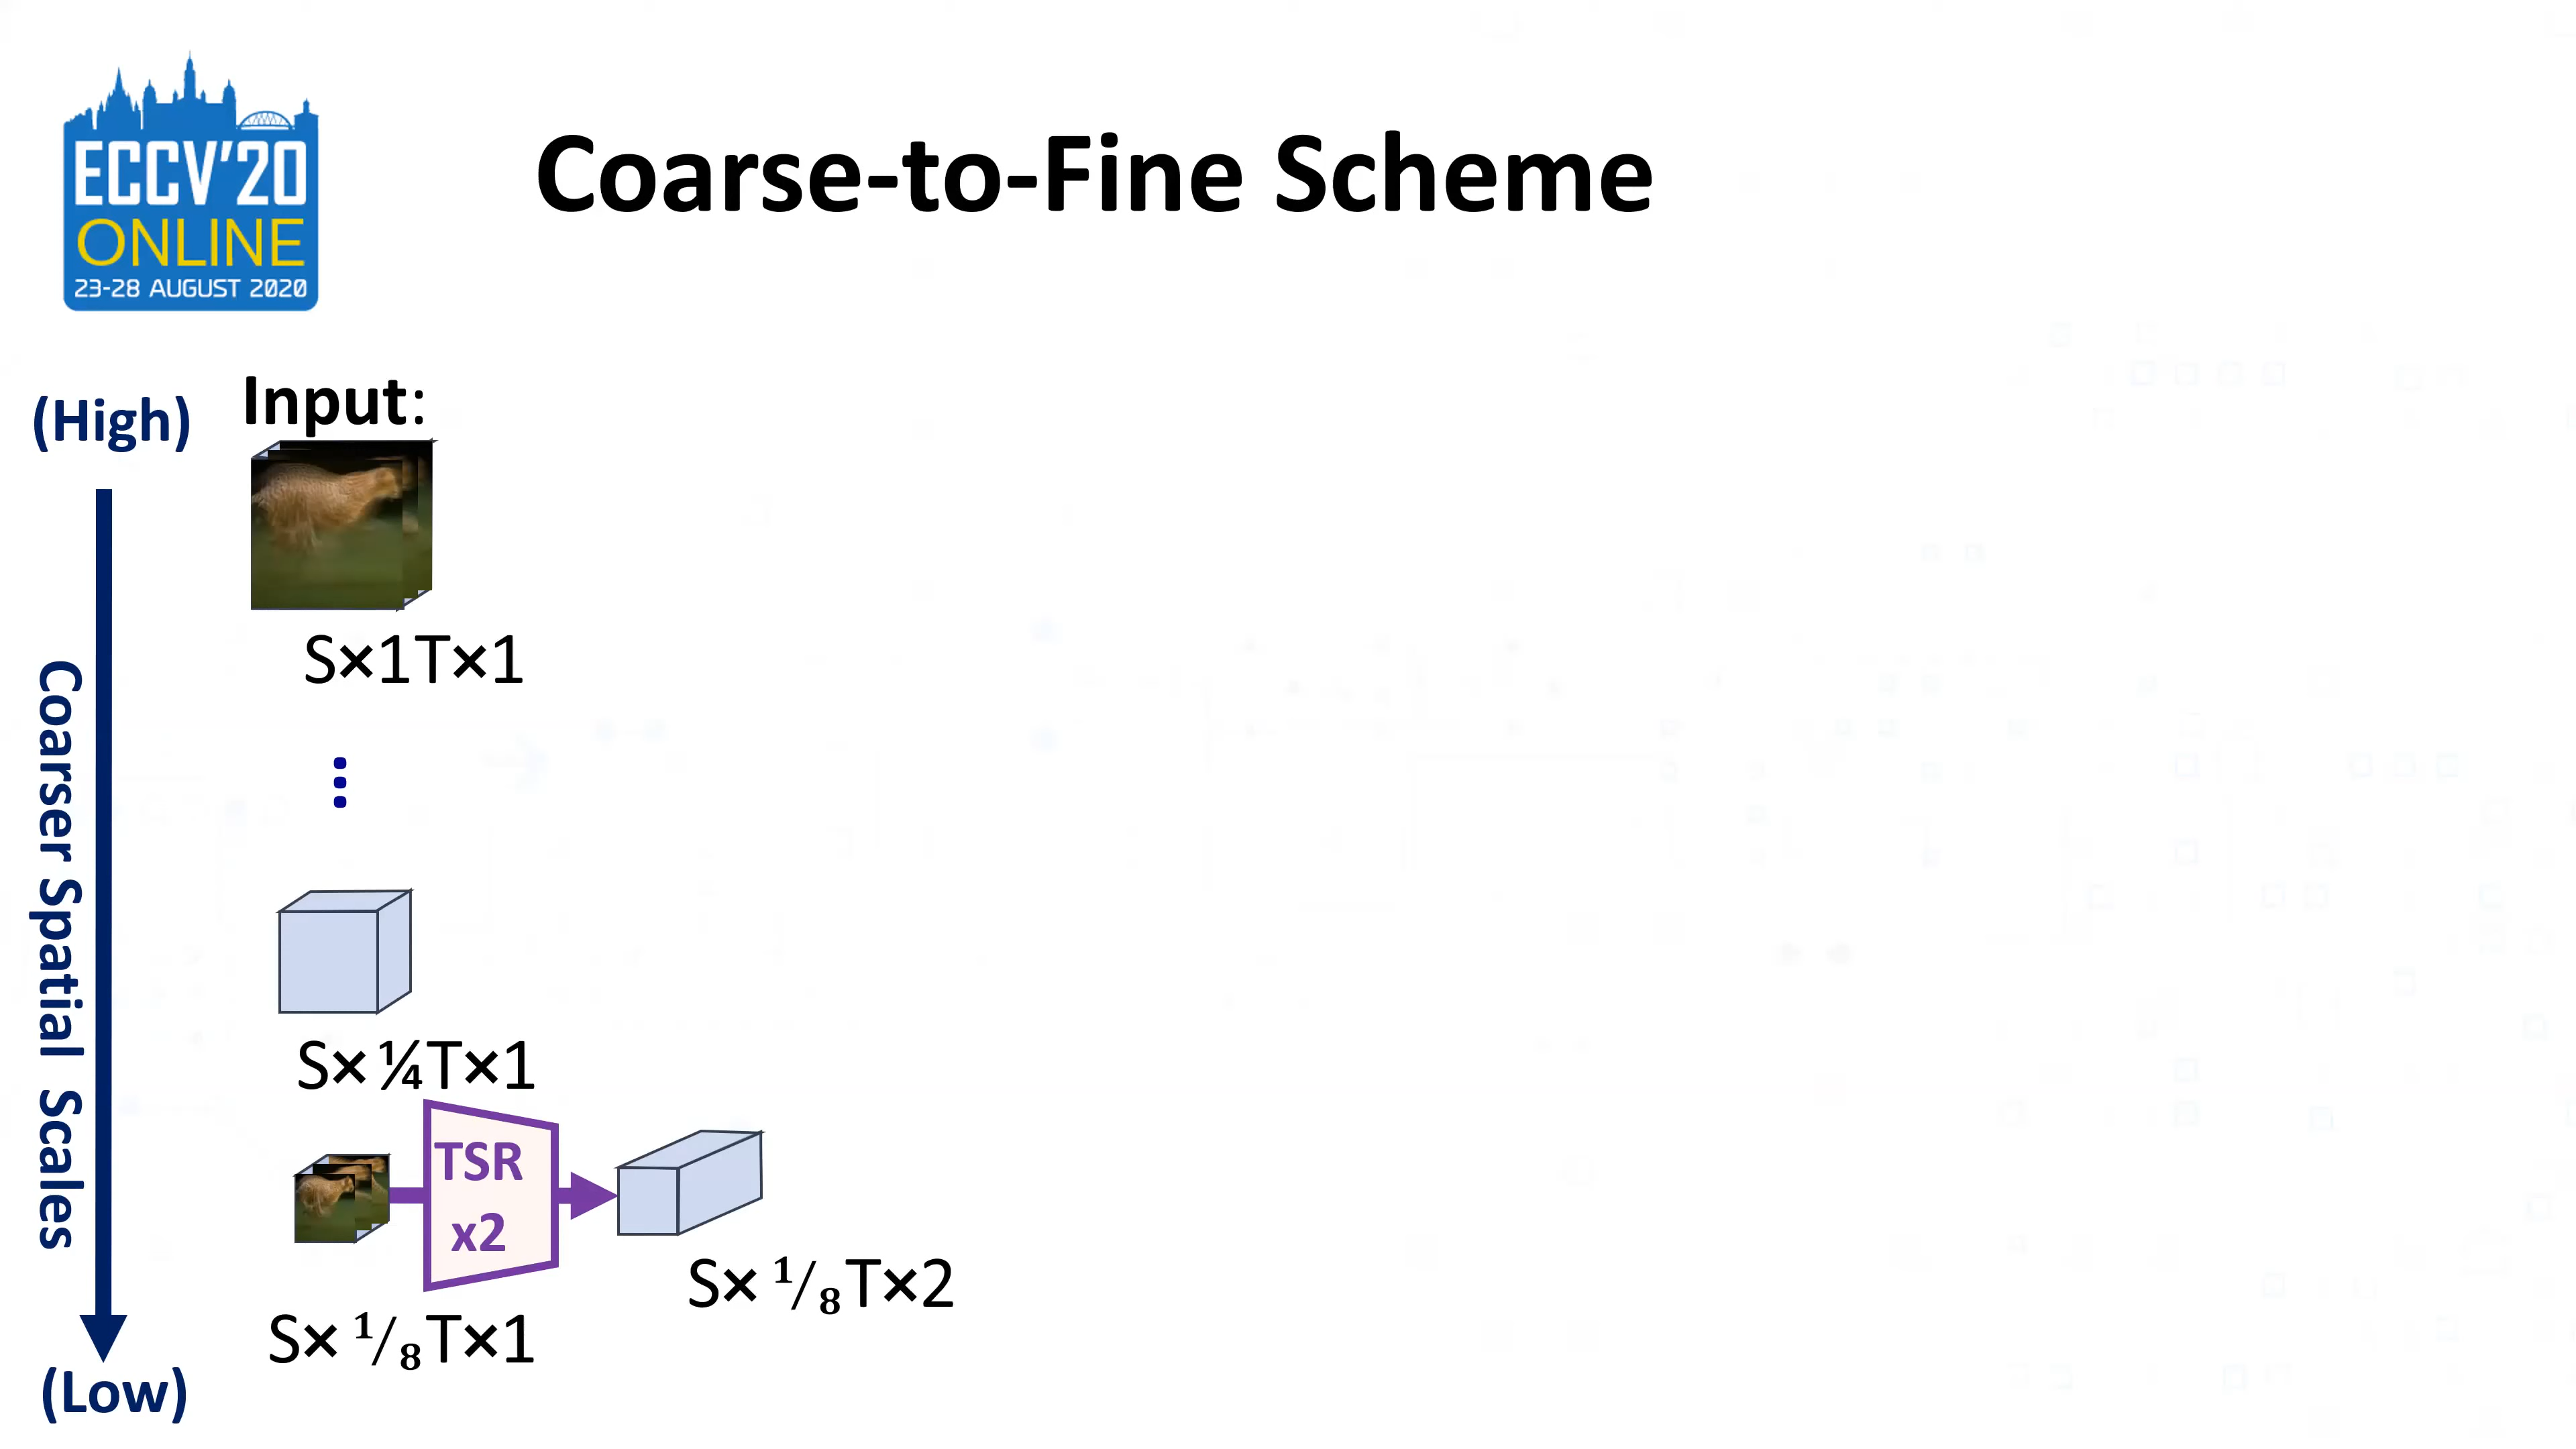 ECCV'20
ONLINE
23-28 AUGUST 2020
Coarse-to-Fine Scheme
(High)
Input:
S×1T×1
Coarser Spatial Scales
S×¼T×1
TSR
x2
S×¹/₈T×2
S×¹/₈T×1
(Low)